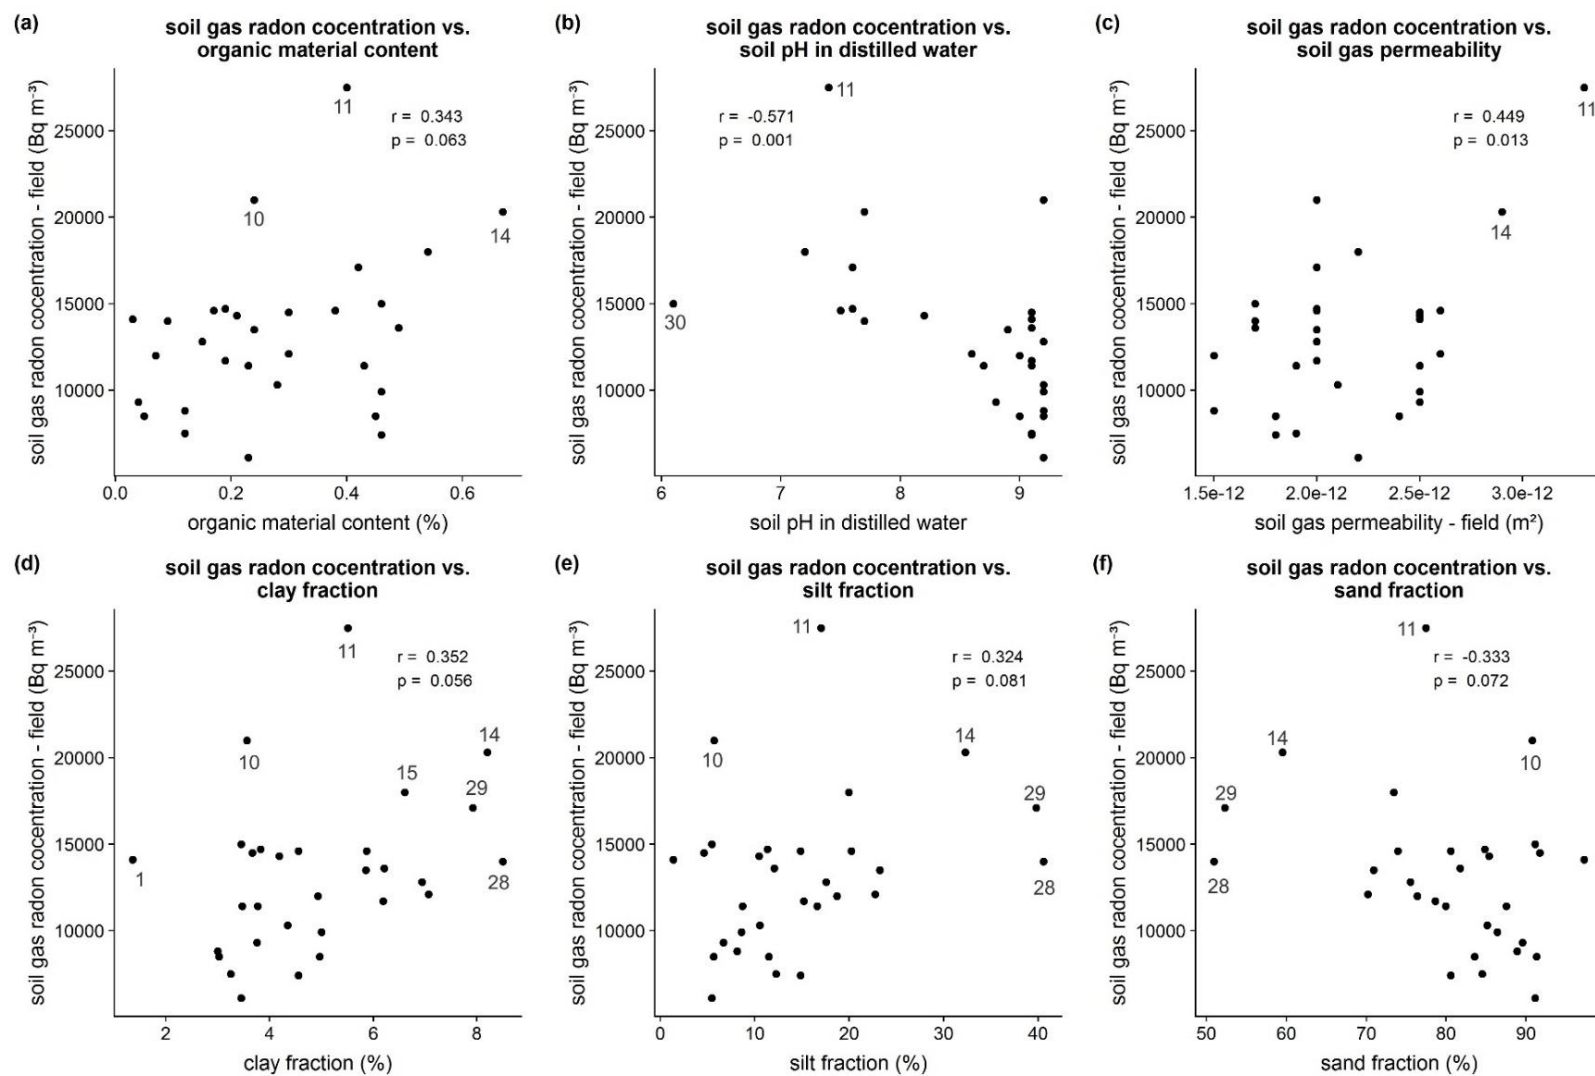 (a)
soil gas radon cocentration vs.
organic material content
soil gas radon cocentration - field (Bq m⁻³)
25000
20000
15000
10000
11
10
14
r = 0.343
p = 0.063
0.0 0.2 0.4 0.6
organic material content (%)
(b)
soil gas radon cocentration vs.
soil pH in distilled water
soil gas radon cocentration - field (Bq m⁻³)
25000
20000
15000
10000
11
30
r = -0.571
p = 0.001
6 7 8 9
soil pH in distilled water
(c)
soil gas radon cocentration vs.
soil gas permeability
soil gas radon cocentration - field (Bq m⁻³)
25000
20000
15000
10000
11
14
r = 0.449
p = 0.013
1.5e-12 2.0e-12 2.5e-12 3.0e-12
soil gas permeability - field (m²)
(d)
soil gas radon cocentration vs.
clay fraction
soil gas radon cocentration - field (Bq m⁻³)
25000
20000
15000
10000
11
10
14
15
29
1
28
r = 0.352
p = 0.056
2 4 6 8
clay fraction (%)
(e)
soil gas radon cocentration vs.
silt fraction
soil gas radon cocentration - field (Bq m⁻³)
25000
20000
15000
10000
11
10
14
29
28
r = 0.324
p = 0.081
0 10 20 30 40
silt fraction (%)
(f)
soil gas radon cocentration vs.
sand fraction
soil gas radon cocentration - field (Bq m⁻³)
25000
20000
15000
10000
11
14
10
29
28
r = -0.333
p = 0.072
50 60 70 80 90
sand fraction (%)